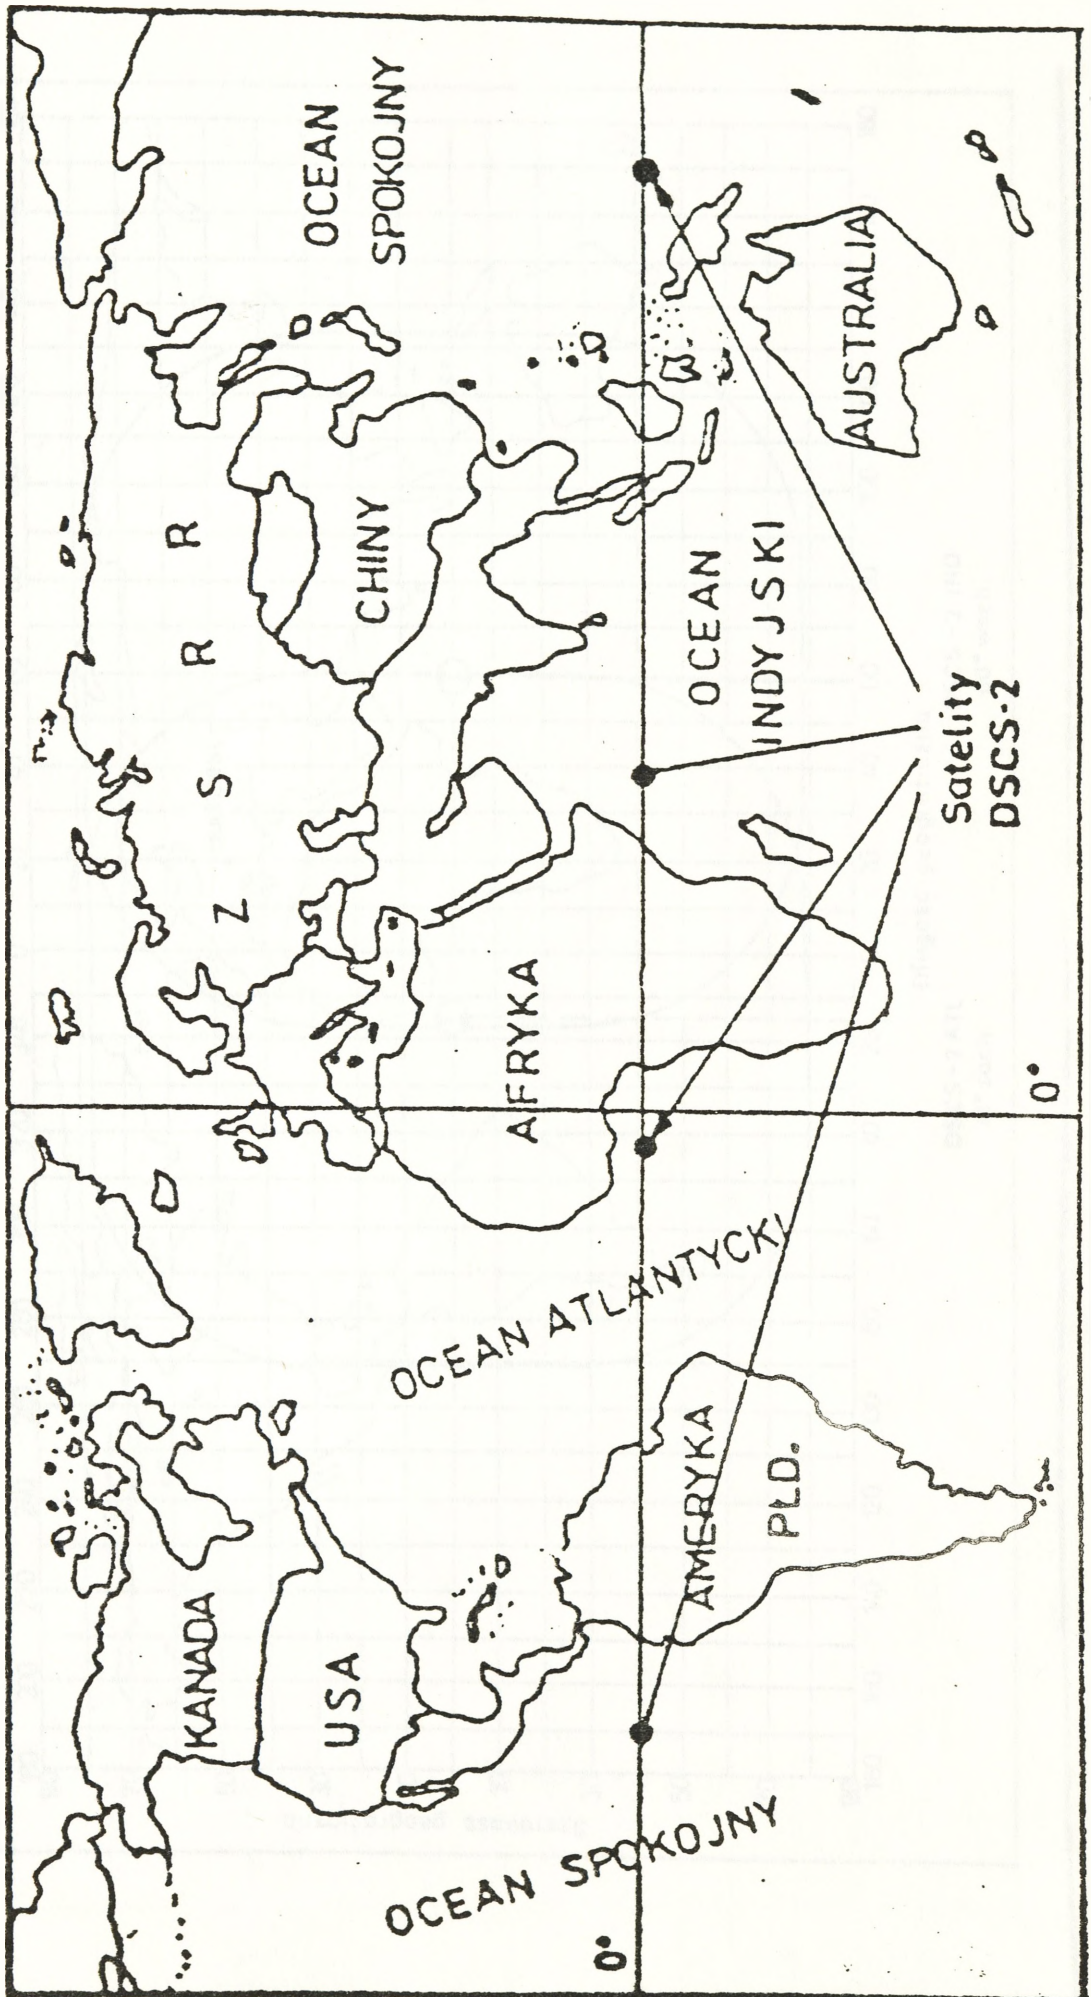 KANADA
USA
OCEAN SPOKOJNY
0°
AMERYKA
PŁD.
OCEAN ATLANTYCKI
AFRYKA
0°
Z S R R
CHINY
OCEAN
INDYJSKI
OCEAN
SPOKOJNY
AUSTRALIA
Satelity
DSCS-2